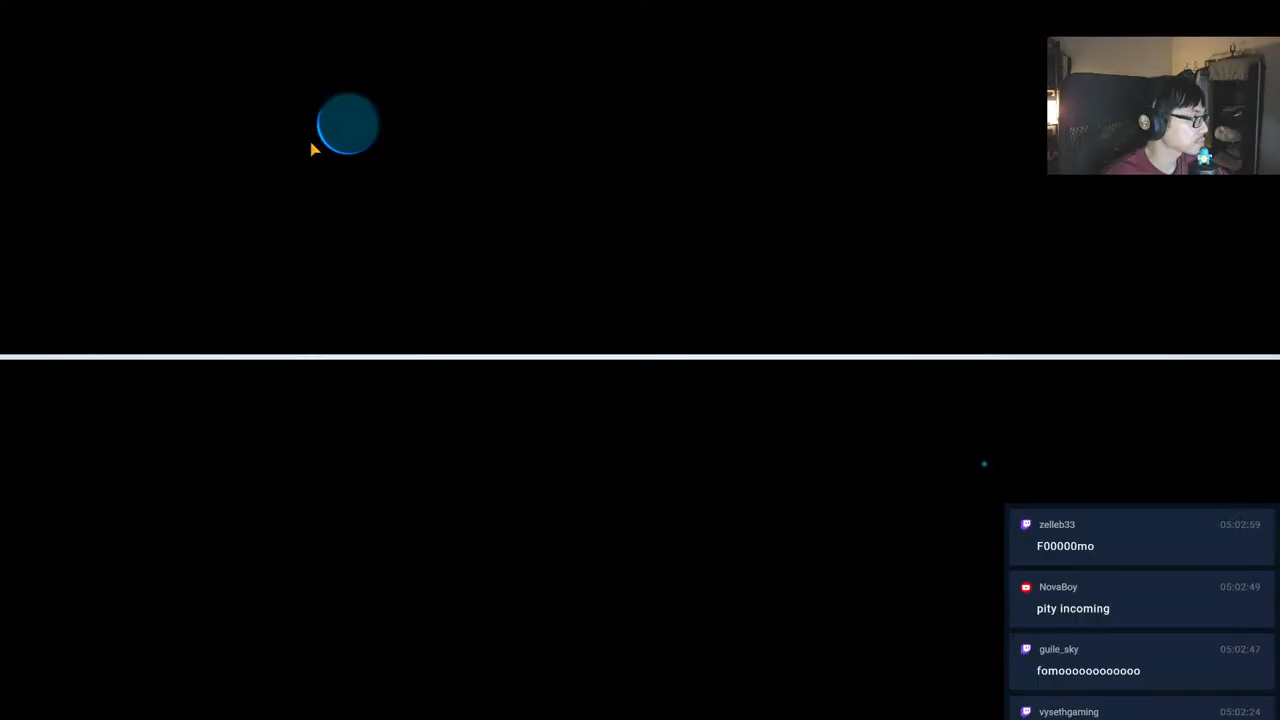 zelleb33 05:02:59
F00000mo
NovaBoy 05:02:49
pity incoming
guile_sky 05:02:47
fomoooooooooooo
vysethgaming 05:02:24